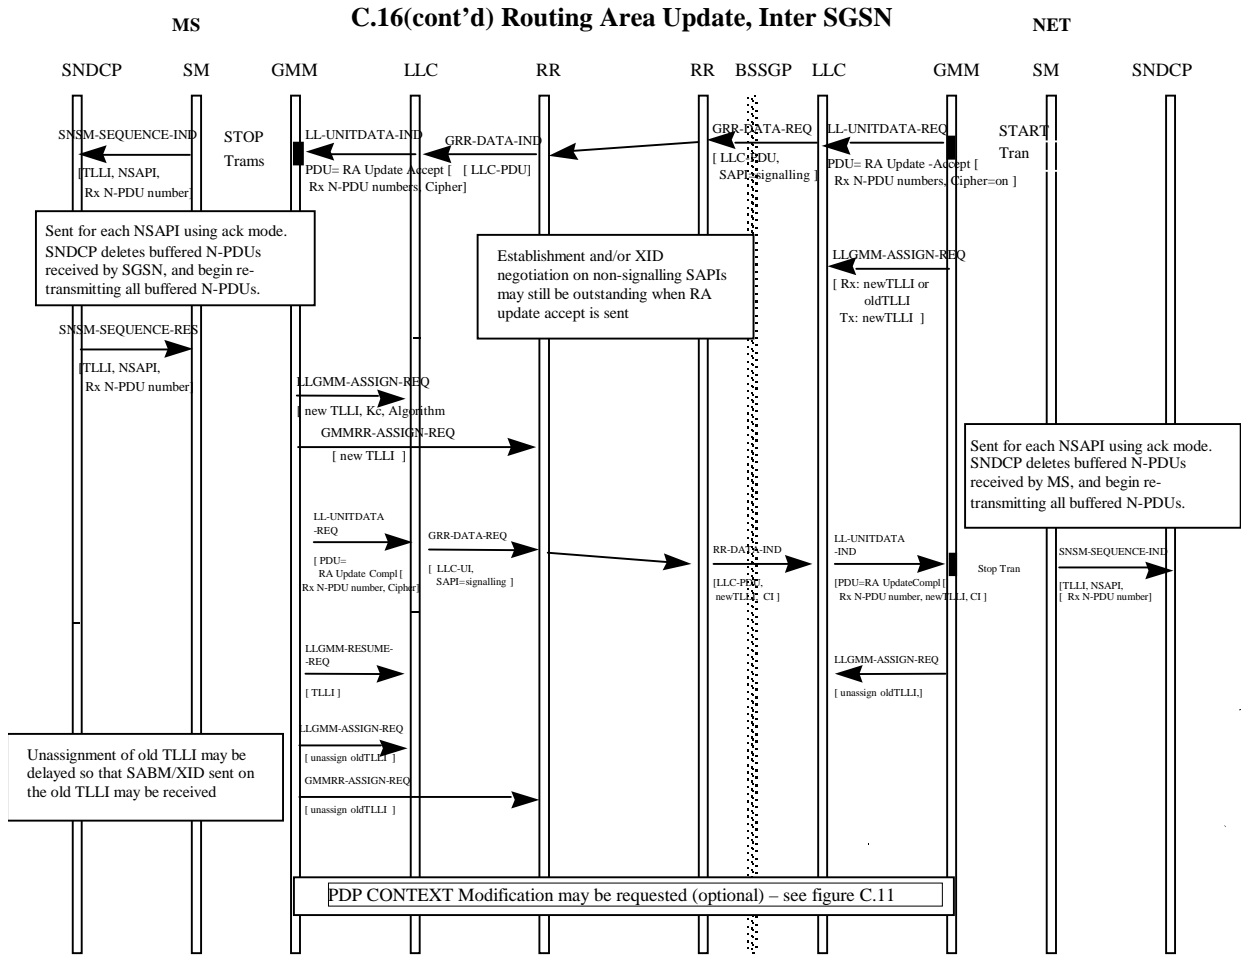 C.16(cont’d) Routing Area Update, Inter SGSN
MS
NET
SNDCP SM GMM LLC RR RR BSSGP LLC GMM SM SNDCP
SNSM-SEQUENCE-IND
[TLLI, NSAPI,
Rx N-PDU number]
STOP
Trams
LL-UNITDATA-IND
PDU= RA Update Accept [
Rx N-PDU numbers, Cipher]
GRR-DATA-IND
[ LLC-PDU]
GRR-DATA-REQ
[ LLC-PDU,
SAPI=signalling ]
LL-UNITDATA-REQ
PDU= RA Update -Accept [
Rx N-PDU numbers, Cipher=on ]
START
Tran
Sent for each NSAPI using ack mode.
SNDCP deletes buffered N-PDUs
received by SGSN, and begin re-
transmitting all buffered N-PDUs.
Establishment and/or XID
negotiation on non-signalling SAPIs
may still be outstanding when RA
update accept is sent
LLGMM-ASSIGN-REQ
[ Rx: newTLLI or
oldTLLI
Tx: newTLLI ]
SNSM-SEQUENCE-RES
[TLLI, NSAPI,
Rx N-PDU number]
LLGMM-ASSIGN-REQ
[ new TLLI, Kc, Algorithm
GMMRR-ASSIGN-REQ
[ new TLLI ]
Sent for each NSAPI using ack mode.
SNDCP deletes buffered N-PDUs
received by MS, and begin re-
transmitting all buffered N-PDUs.
LL-UNITDATA
-REQ
[ PDU=
RA Update Compl [
Rx N-PDU number, Cipher]
GRR-DATA-REQ
[ LLC-UI,
SAPI=signalling ]
RR-DATA-IND
[LLC-PDU,
newTLLI, CI ]
LL-UNITDATA
-IND
[PDU=RA UpdateCompl [
Rx N-PDU number, newTLLI, CI ]
Stop Tran
SNSM-SEQUENCE-IND
[TLLI, NSAPI,
[ Rx N-PDU number]
LLGMM-RESUME-
-REQ
[ TLLI ]
LLGMM-ASSIGN-REQ
[ unassign oldTLLI,]
LLGMM-ASSIGN-REQ
[ unassign oldTLLI ]
GMMRR-ASSIGN-REQ
[ unassign oldTLLI ]
Unassignment of old TLLI may be
delayed so that SABM/XID sent on
the old TLLI may be received
PDP CONTEXT Modification may be requested (optional) – see figure C.11